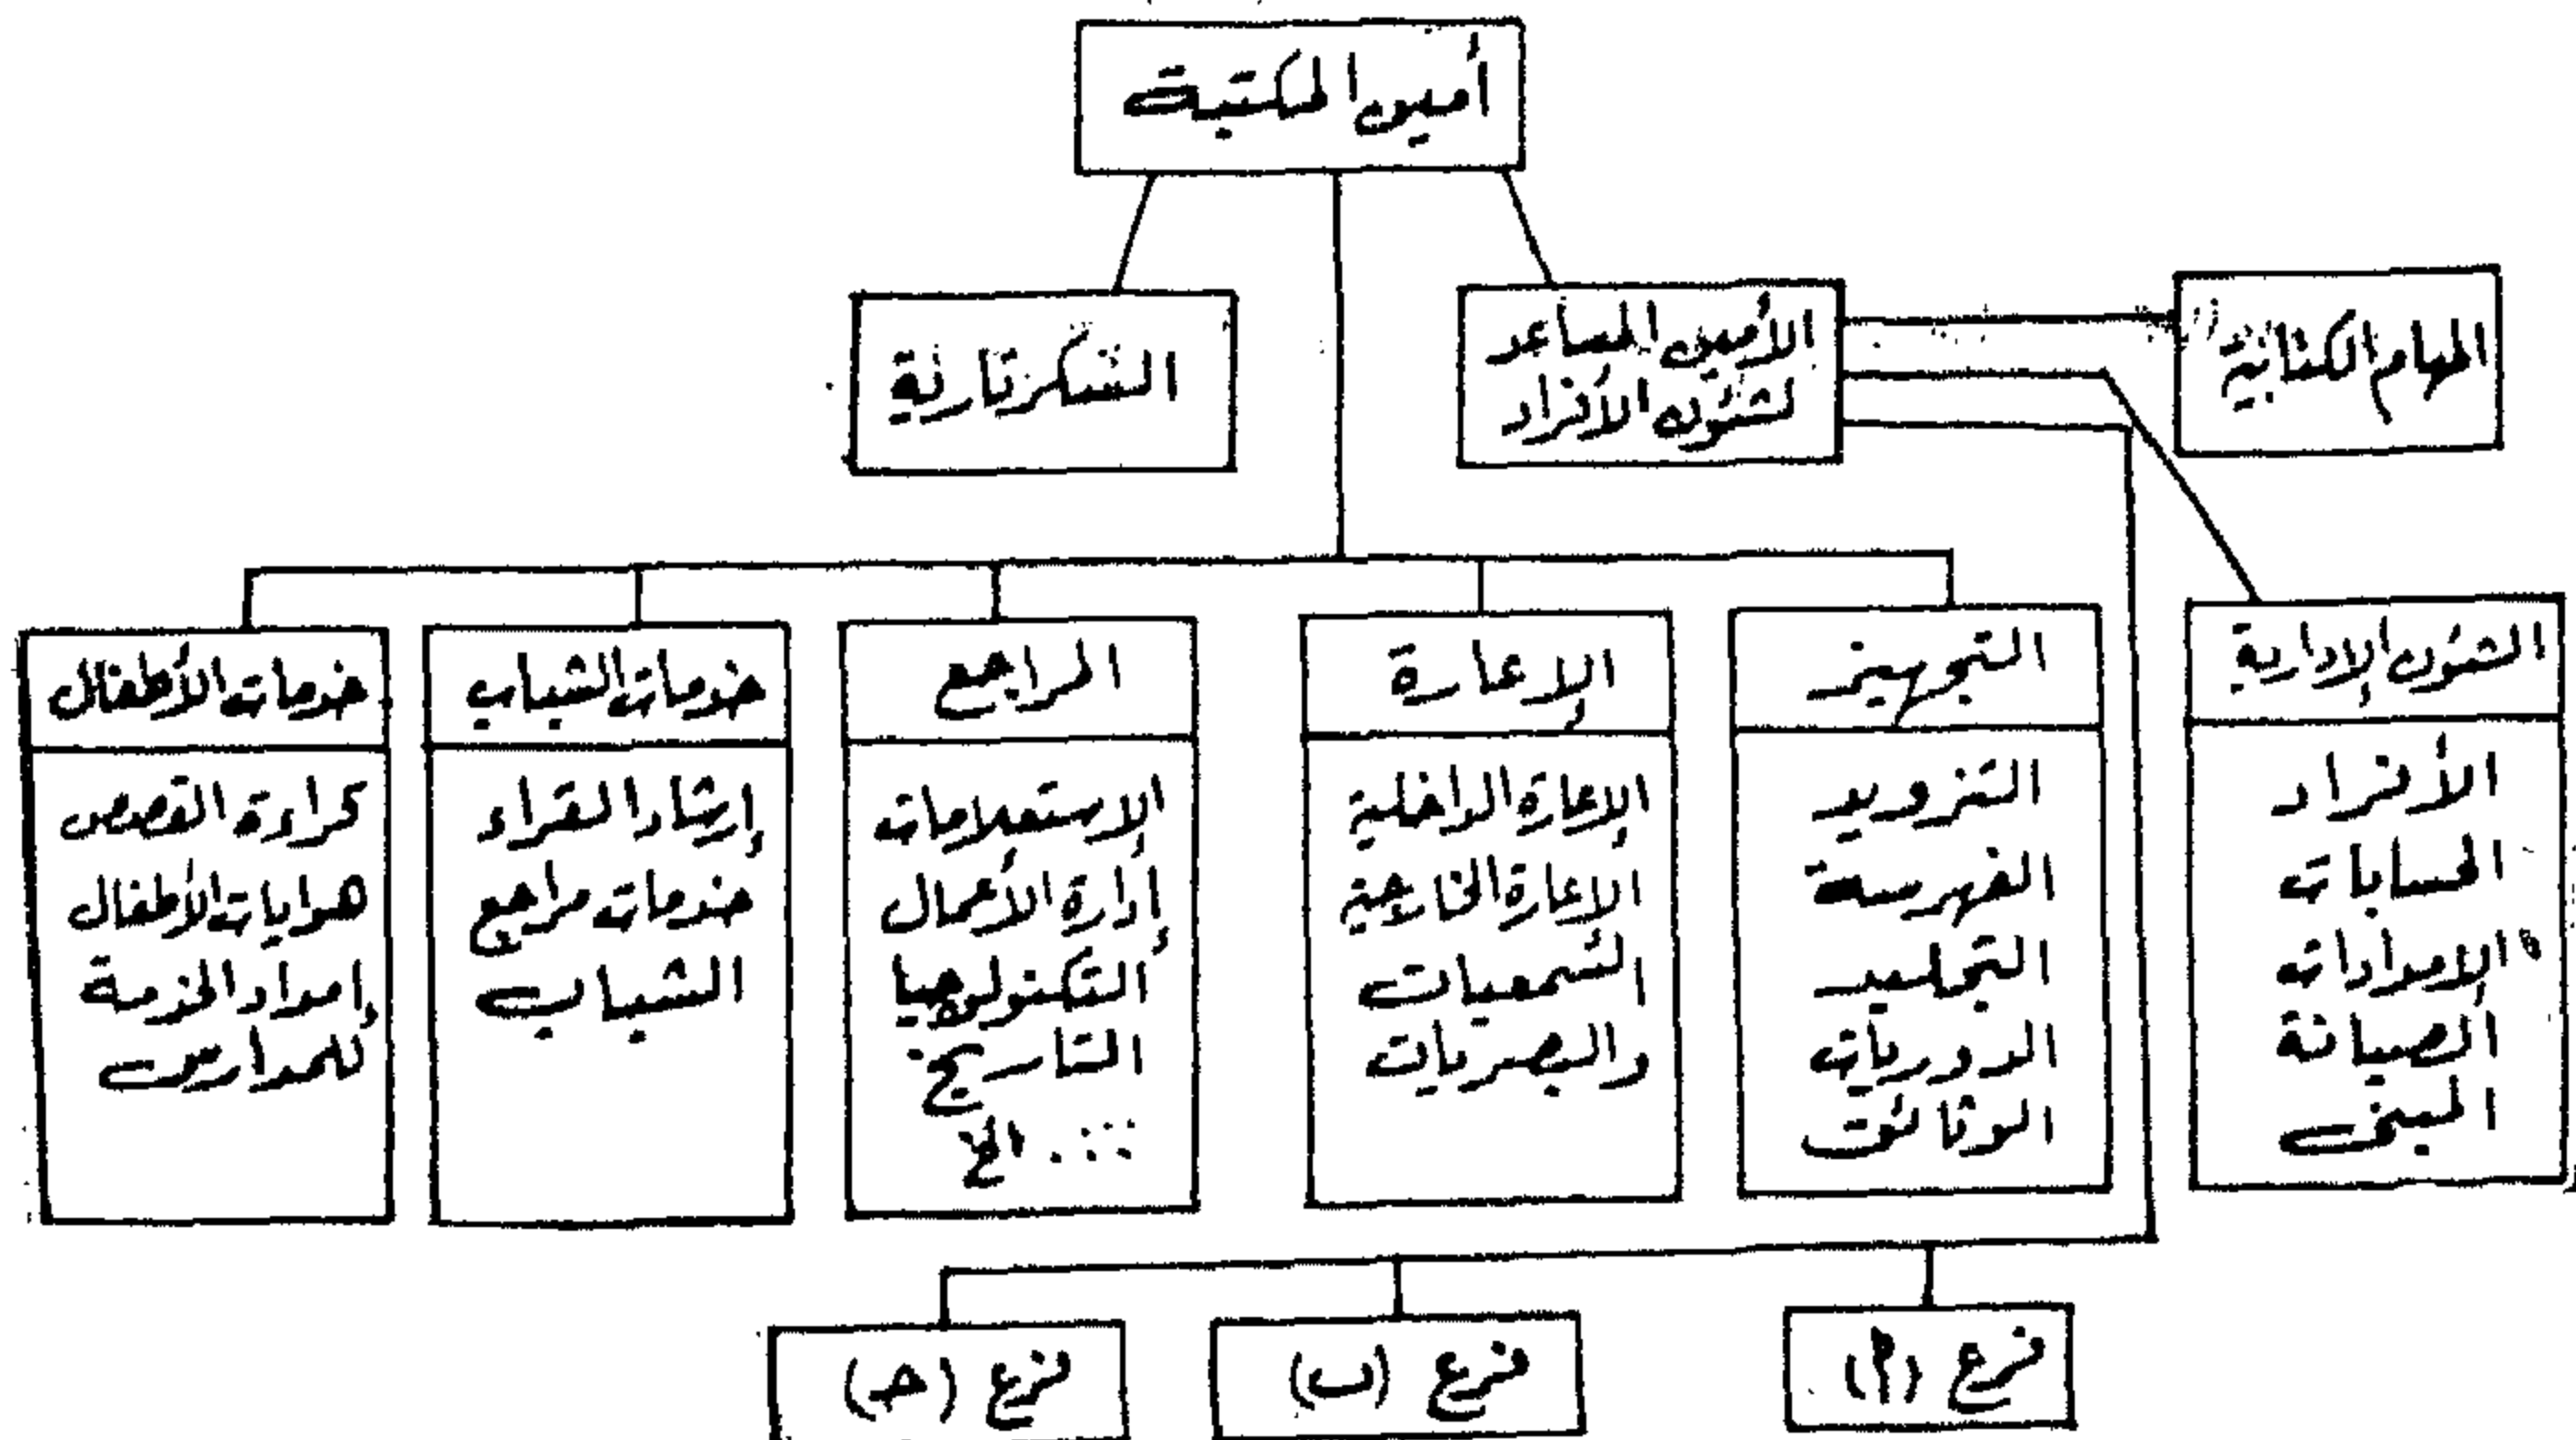 أمين المكتبة
المهام الكتابية
الأمين المساعد
لشئون الأفراد
السكرتارية
الشئون الإدارية
الأفراد
الحسابات
الإمدادات
الصيانة
المبنى
التجهيز
التزويد
الفهرسة
التجليد
الدوريات
الوثائق
الإعارة
الإعارة الداخلية
الإعارة الخارجية
السمعيات
والبصريات
المراجع
الاستعلامات
إدارة الأعمال
التكنولوجيا
التاريخ
.... الخ
خدمات الشباب
إرشاد القراء
خدمات مراجع
الشباب
خدمات الأطفال
القصص
هوايات الأطفال
إمداد الخدمة
للمدارس
فرع (أ)
فرع (ب)
فرع (جـ)